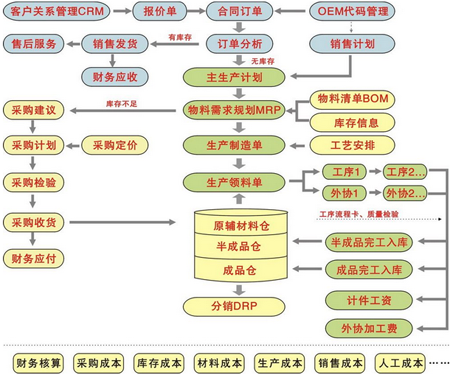 客户关系管理CRM
报价单
合同订单
OEM代码管理
有库存
售后服务
销售发货
订单分析
销售计划
无库存
财务应收
主生产计划
物料清单BOM
采购建议
库存不足
物料需求规划MRP
库存信息
采购计划
采购定价
生产制造单
工艺安排
工序1
工序2...
采购检验
生产领料单
外协1
外协2...
工序流程卡、质量检验
采购收货
原辅材料仓
半成品仓
半成品完工入库
财务应付
成品仓
成品完工入库
分销DRP
计件工资
外协加工费
财务核算
采购成本
库存成本
材料成本
生产成本
销售成本
人工成本
……